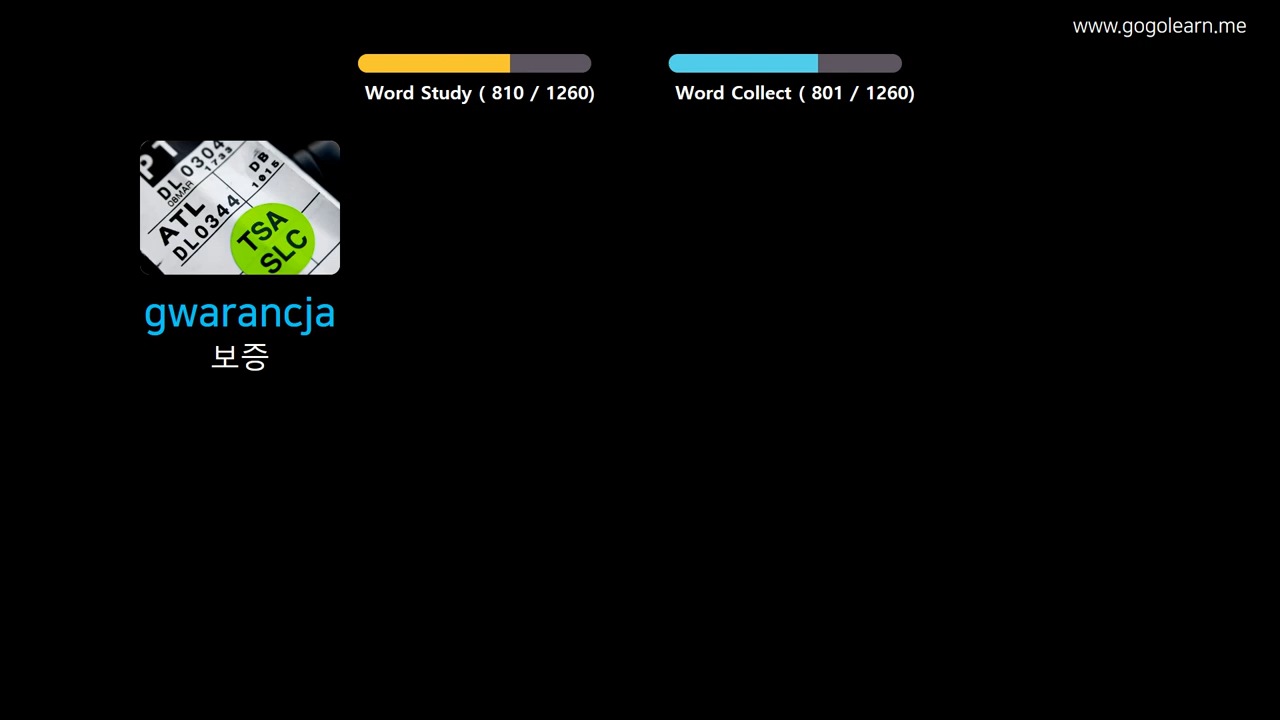 www.gogolearn.me
Word Study ( 810 / 1260)
Word Collect ( 801 / 1260)
P1
DL0304
1733
DBMAR
DB
1015
ATL
DL0344
TSA
SLC
gwarancja
보증